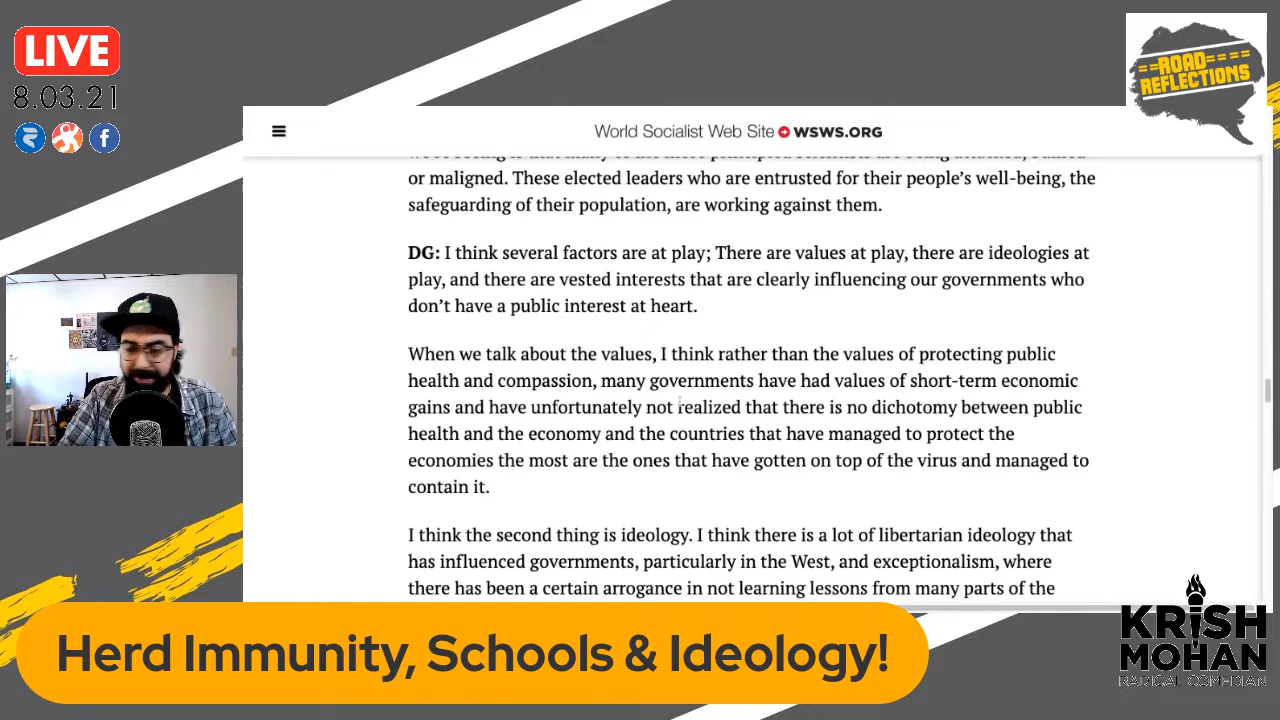 LIVE
8.03.21
==ROAD====
REFLECTIONS
World Socialist Web Site WSWS.ORG
or maligned. These elected leaders who are entrusted for their people's well-being, the
safeguarding of their population, are working against them.
DG: I think several factors are at play; There are values at play, there are ideologies at
play, and there are vested interests that are clearly influencing our governments who
don't have a public interest at heart.
When we talk about the values, I think rather than the values of protecting public
health and compassion, many governments have had values of short-term economic
gains and have unfortunately not realized that there is no dichotomy between public
health and the economy and the countries that have managed to protect the
economies the most are the ones that have gotten on top of the virus and managed to
contain it.
I think the second thing is ideology. I think there is a lot of libertarian ideology that
has influenced governments, particularly in the West, and exceptionalism, where
there has been a certain arrogance in not learning lessons from many parts of the
Herd Immunity, Schools & Ideology!
KRISH
MOHAN
RADICAL COMEDIAN